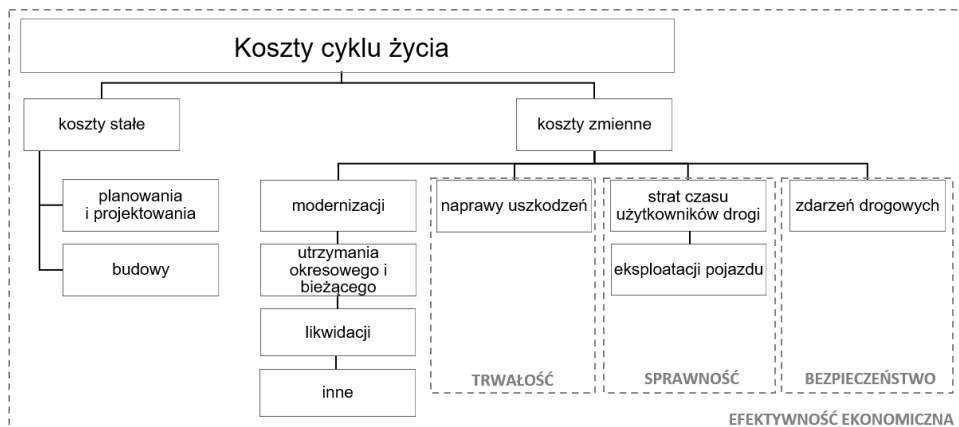 Koszty cyklu życia
koszty stałe
koszty zmienne
planowania
i projektowania
budowy
modernizacji
utrzymania
okresowego i
bieżącego
likwidacji
inne
naprawy uszkodzeń
TRWAŁOŚĆ
strat czasu
użytkowników drogi
eksploatacji pojazdu
SPRAWNOŚĆ
zdarzeń drogowych
BEZPIECZEŃSTWO
EFEKTYWNOŚĆ EKONOMICZNA